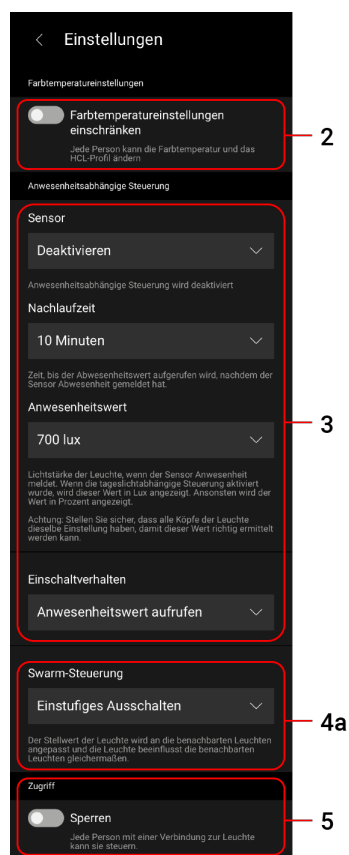 Einstellungen
Farbtemperatureinstellungen
Farbtemperatureinstellungen
einschränken
Jede Person kann die Farbtemperatur und das
HCL-Profil ändern
2
Anwesenheitsabhängige Steuerung
Sensor
Deaktivieren
Anwesenheitsabhängige Steuerung wird deaktiviert
Nachlaufzeit
10 Minuten
Zeit, bis der Abwesenheitswert aufgerufen wird, nachdem der
Sensor Abwesenheit gemeldet hat.
Anwesenheitswert
3
700 lux
Lichtstärke der Leuchte, wenn der Sensor Anwesenheit
meldet. Wenn die tageslichtabhängige Steuerung aktiviert
wurde, wird dieser Wert in Lux angezeigt. Ansonsten wird der
Wert in Prozent angezeigt.
Achtung: Stellen Sie sicher, dass alle Köpfe der Leuchte
dieselbe Einstellung haben, damit dieser Wert richtig ermittelt
werden kann.
Einschaltverhalten
Anwesenheitswert aufrufen
Swarm-Steuerung
Einstufiges Ausschalten
4a
Der Stellwert der Leuchte wird an die benachbarten Leuchten
angepasst und die Leuchte beeinflusst die benachbarten
Leuchten gleichermaßen.
Zugriff
Sperren
5
Jede Person mit einer Verbindung zur Leuchte
kann sie steuern.